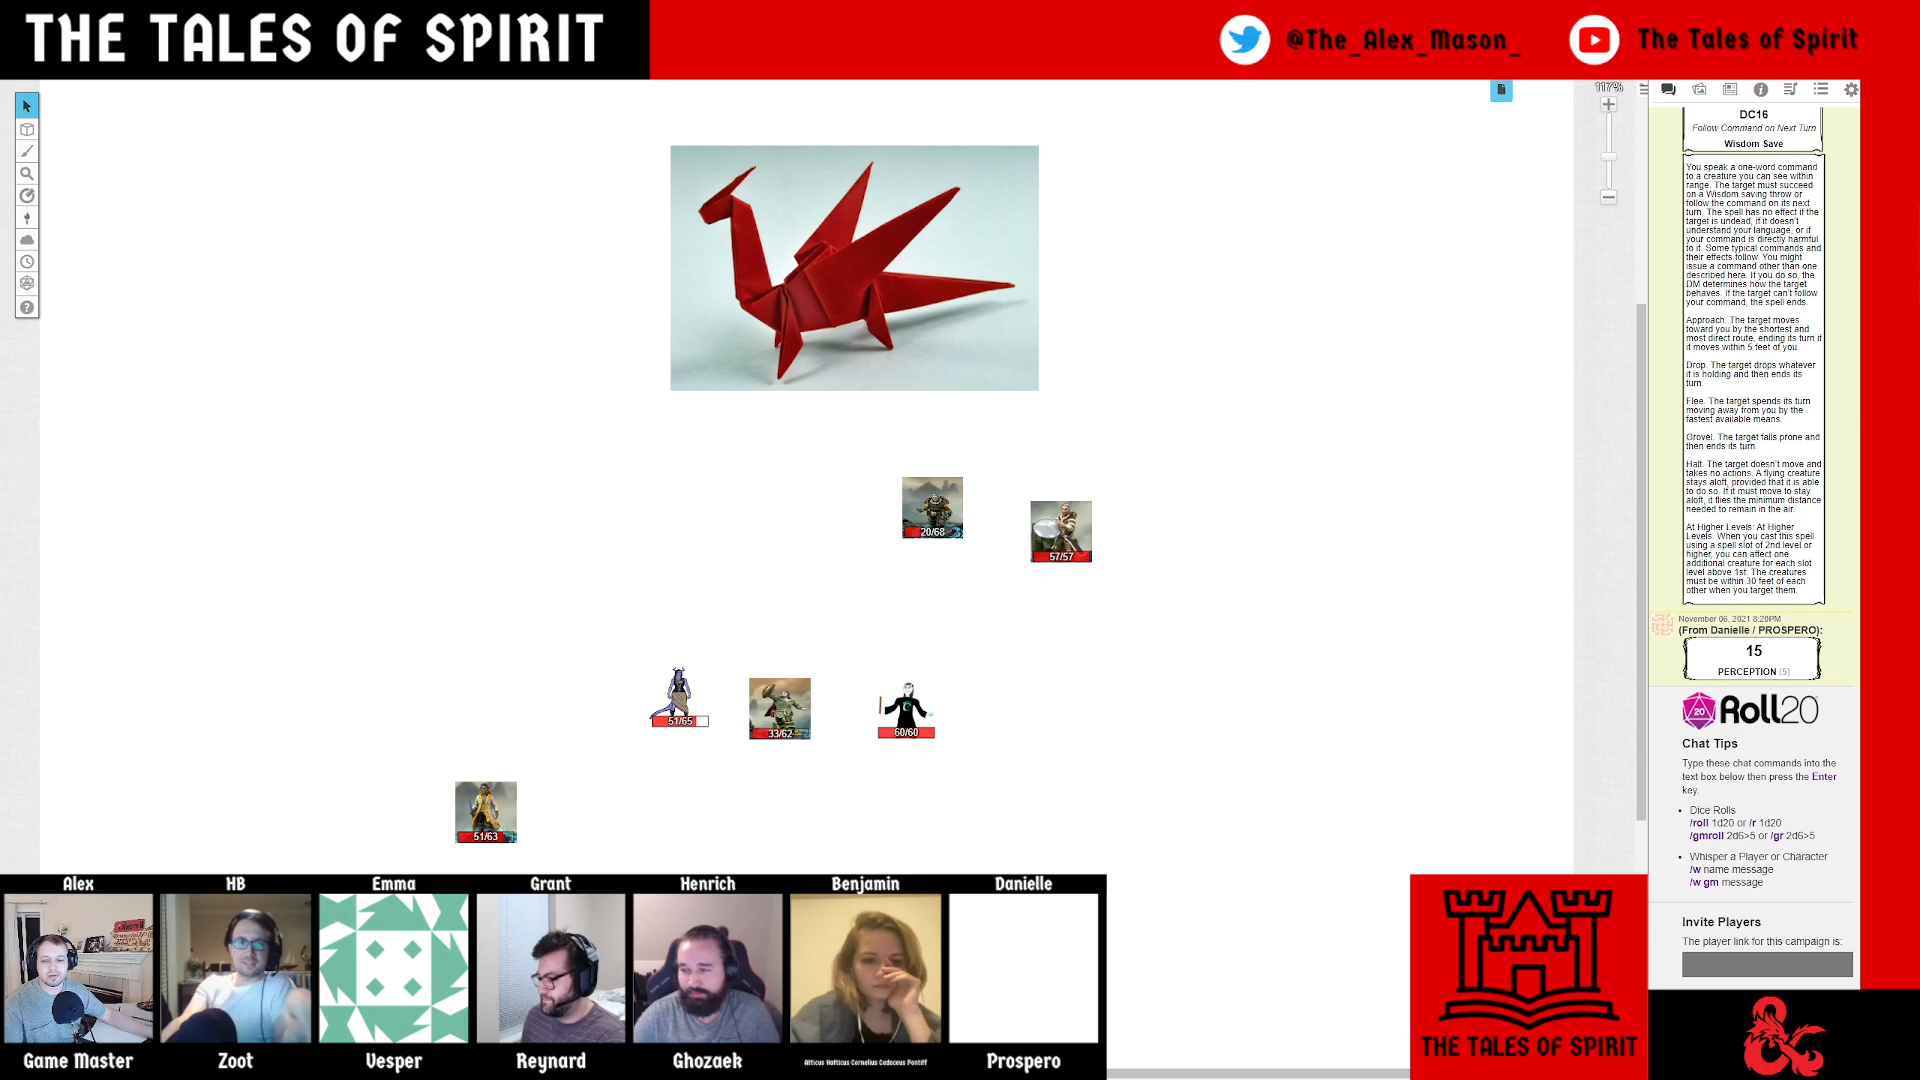 THE TALES OF SPIRIT
@The_Alex_Mason_
The Tales of Spirit
117%
DC16
Follow Command on Next Turn
Wisdom Save
You speak a one-word command
to a creature you can see within
range. The target must succeed
on a Wisdom saving throw or
follow the command on its next
turn. The spell has no effect if the
target is undead, if it doesn't
understand your language, or if
your command is directly harmful
to it. Some typical commands and
their effects follow. You might
issue a command other than one
described here. If you do so, the
DM determines how the target
behaves. If the target can't follow
your command, the spell ends.
Approach. The target moves
toward you by the shortest and
most direct route, ending its turn if
it moves within 5 feet of you.
Drop. The target drops whatever
it is holding and then ends its
turn.
Flee. The target spends its turn
moving away from you by the
fastest available means.
Grovel. The target falls prone and
then ends its turn.
Halt. The target doesn't move and
takes no actions. A flying creature
stays aloft, provided that it is able
to do so. If it must move to stay
aloft, it flies the minimum distance
needed to remain in the air.
At Higher Levels: At Higher
Levels. When you cast this spell
using a spell slot of 2nd level or
higher, you can affect one
additional creature for each slot
level above 1st. The creatures
must be within 30 feet of each
other when you target them.
November 06, 2021 8:20PM
(From Danielle / PROSPERO):
15
PERCEPTION (5)
20 Roll20
Chat Tips
Type these chat commands into the
text box below then press the Enter
key.
Dice Rolls
/roll 1d20 or /r 1d20
/gmroll 2d6>5 or /gr 2d6>5
Whisper a Player or Character
/w name message
/w gm message
Invite Players
The player link for this campaign is:
20/68
57/57
51/65
33/62
60/60
51/63
Alex
HB
Emma
Grant
Henrich
Benjamin
Danielle
Game Master
Zoot
Vesper
Reynard
Ghozaek
Atticus Hatticus Cornelius Cadaceus Pontiff
Prospero
THE TALES OF SPIRIT